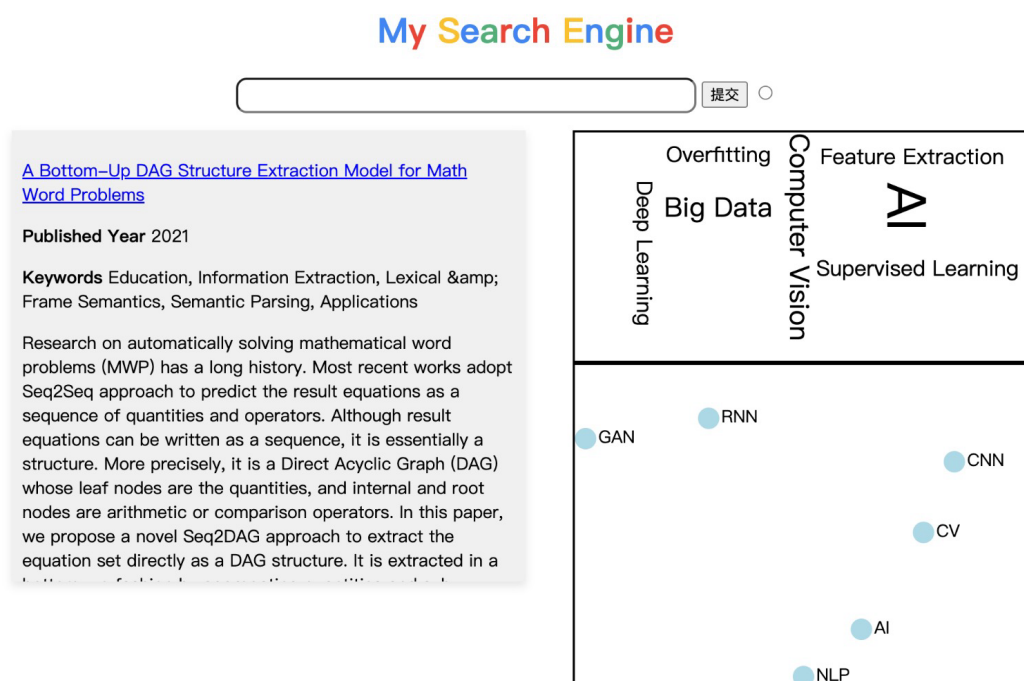 My Search Engine
提交
A Bottom-Up DAG Structure Extraction Model for Math
Word Problems
Published Year 2021
Keywords Education, Information Extraction, Lexical &amp;
Frame Semantics, Semantic Parsing, Applications
Research on automatically solving mathematical word
problems (MWP) has a long history. Most recent works adopt
Seq2Seq approach to predict the result equations as a
sequence of quantities and operators. Although result
equations can be written as a sequence, it is essentially a
structure. More precisely, it is a Direct Acyclic Graph (DAG)
whose leaf nodes are the quantities, and internal and root
nodes are arithmetic or comparison operators. In this paper,
we propose a novel Seq2DAG approach to extract the
equation set directly as a DAG structure. It is extracted in a
Overfitting
Computer Vision
Feature Extraction
Deep Learning
Big Data
AI
Supervised Learning
RNN
GAN
CNN
CV
AI
NLP